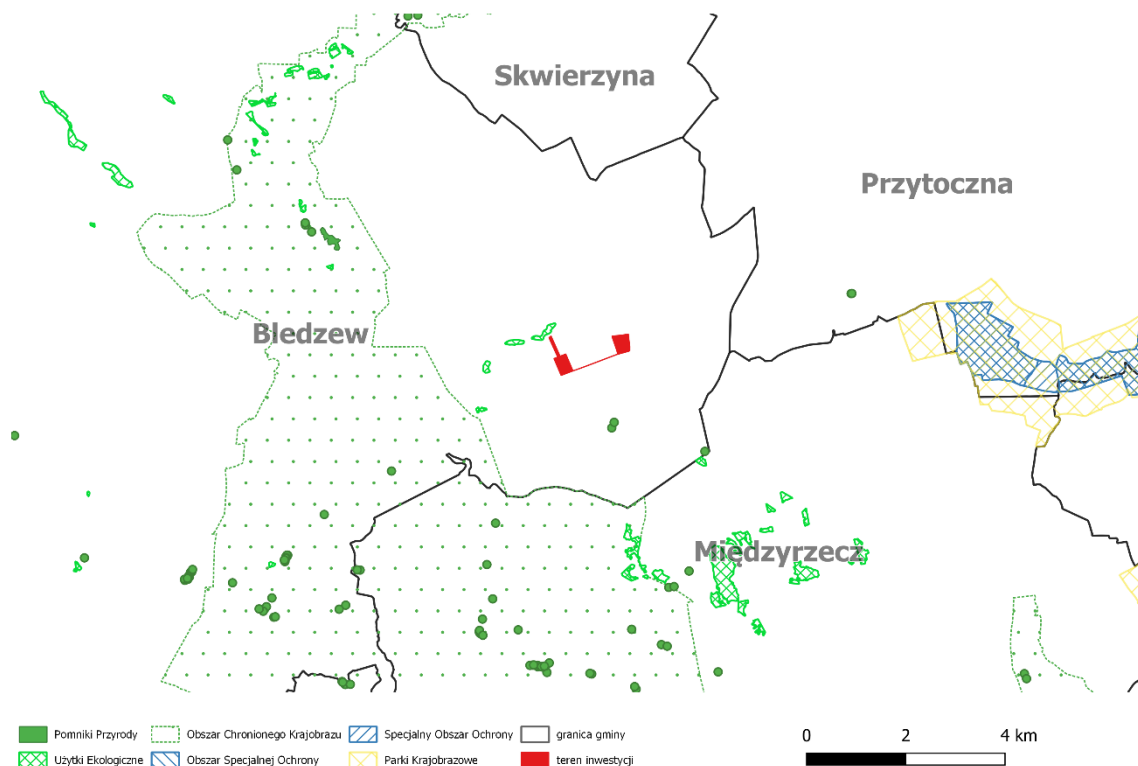 Skwierzyna
Przytoczna
Bledzew
Międzyrzecz
Pomniki Przyrody
Obszar Chronionego Krajobrazu
Specjalny Obszar Ochrony
granica gminy
0 2 4 km
Użytki Ekologiczne
Obszar Specjalnej Ochrony
Parki Krajobrazowe
teren inwestycji